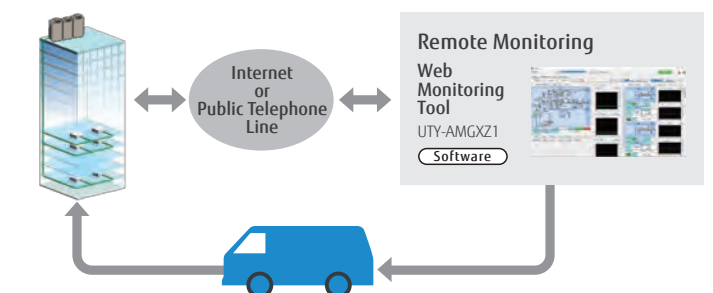 Internet
or
Public Telephone
Line
Remote Monitoring
Web
Monitoring
Tool
UTY-AMGXZ1
Software